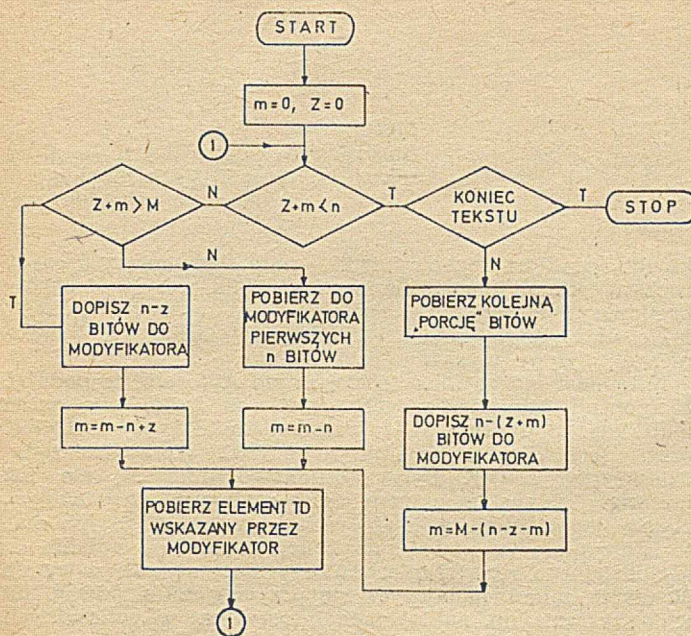 START
m=0, Z=0
1
Z+m>M
N
Z+m<n
T
KONIEC
TEKSTU
T
STOP
N
N
T
DOPISZ n-z
BITÓW DO
MODYFIKATORA
POBIERZ DO
MODYFIKATORA
PIERWSZYCH
n BITÓW
POBIERZ KOLEJNĄ
„PORCJĘ" BITÓW
m=m-n+z
m=m-n
DOPISZ n-(z+m)
BITÓW DO
MODYFIKATORA
POBIERZ ELEMENT TD
WSKAZANY PRZEZ
MODYFIKATOR
m=M-(n-z-m)
1